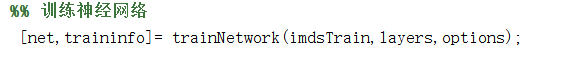 %% 训练神经网络
[net,traininfo]= trainNetwork(imdsTrain,layers,options);